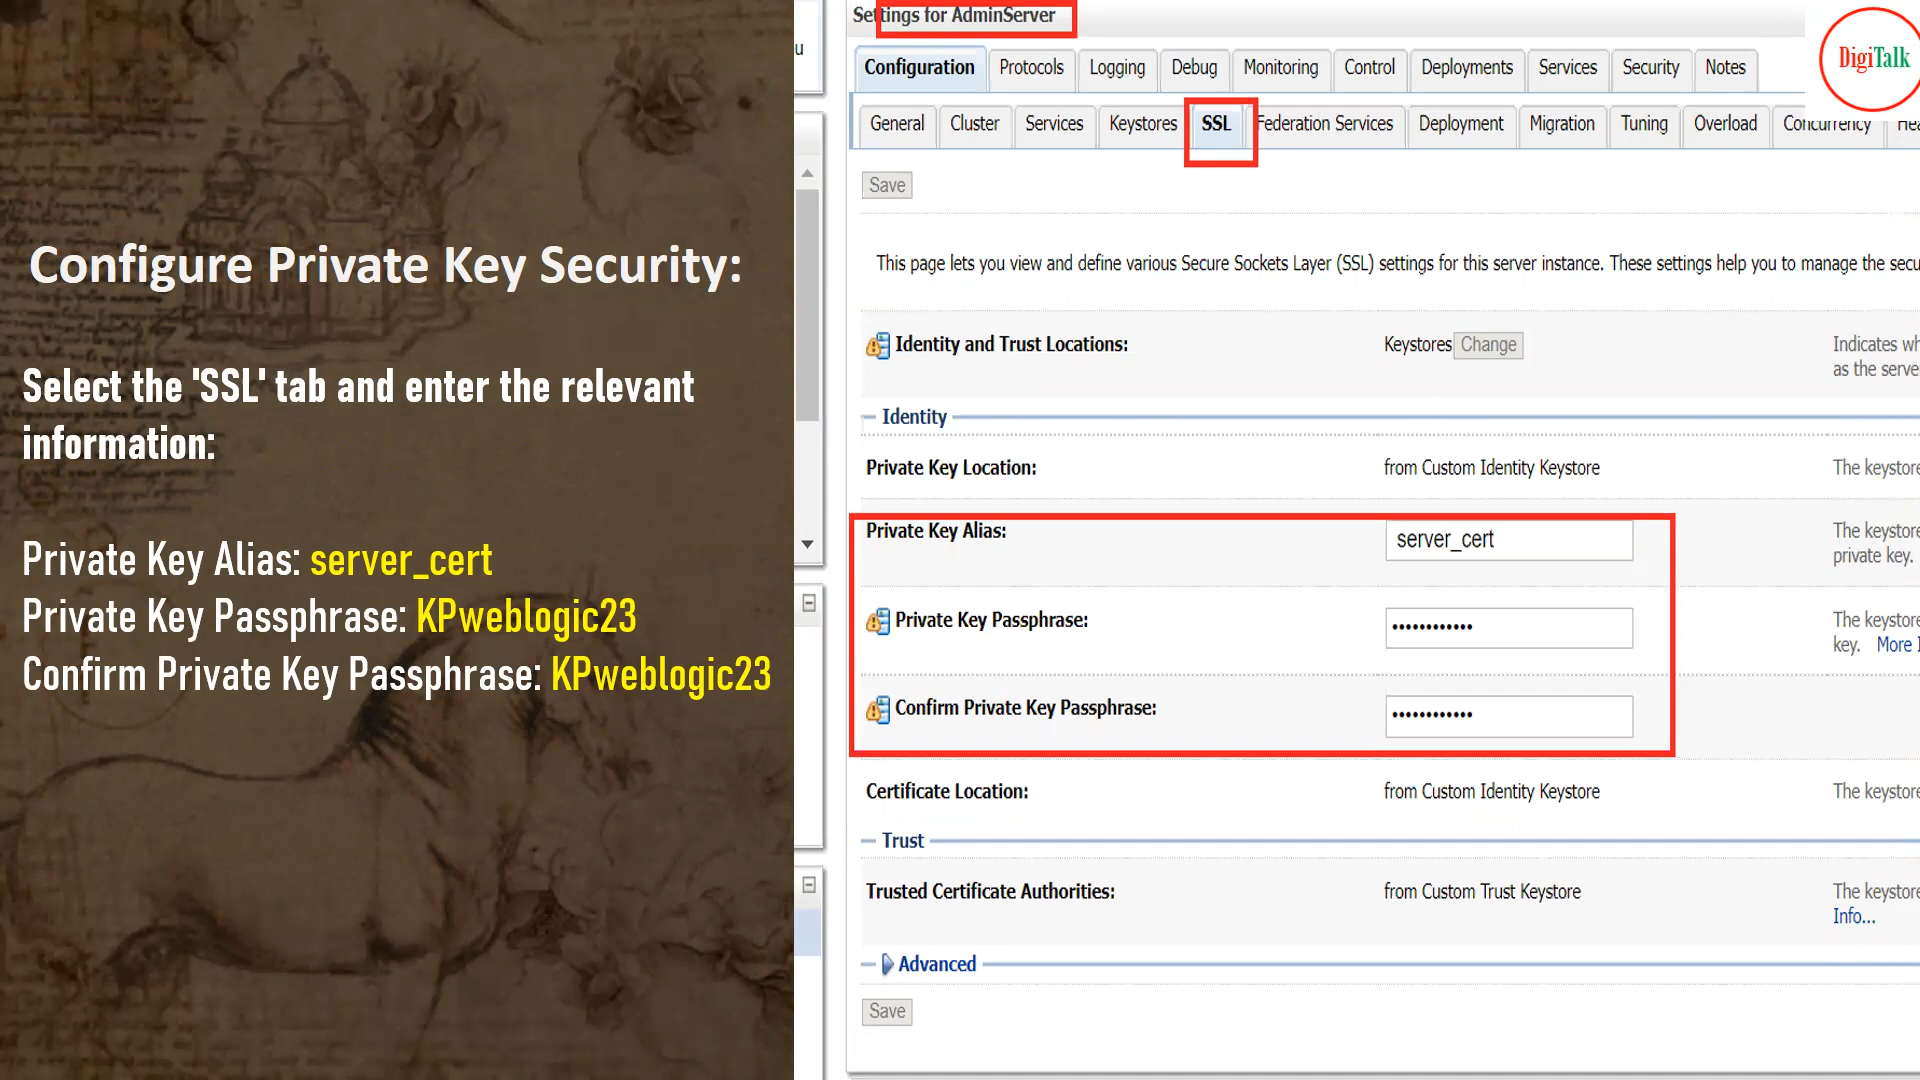 Configure Private Key Security:
Select the 'SSL' tab and enter the relevant
information:
Private Key Alias: server_cert
Private Key Passphrase: KPweblogic23
Confirm Private Key Passphrase: KPweblogic23
u
Settings for AdminServer
DigiTalk
Configuration Protocols Logging Debug Monitoring Control Deployments Services Security Notes
General Cluster Services Keystores SSL Federation Services Deployment Migration Tuning Overload Concurrency Hea
Save
This page lets you view and define various Secure Sockets Layer (SSL) settings for this server instance. These settings help you to manage the secu
Identity and Trust Locations: Keystores Change Indicates wh
as the serve
Identity
Private Key Location: from Custom Identity Keystore The keystore
Private Key Alias: server_cert The keystore
private key.
Private Key Passphrase: •••••••••••• The keystore
key. More I
Confirm Private Key Passphrase: ••••••••••••
Certificate Location: from Custom Identity Keystore The keystore
Trust
Trusted Certificate Authorities: from Custom Trust Keystore The keystore
Info...
Advanced
Save